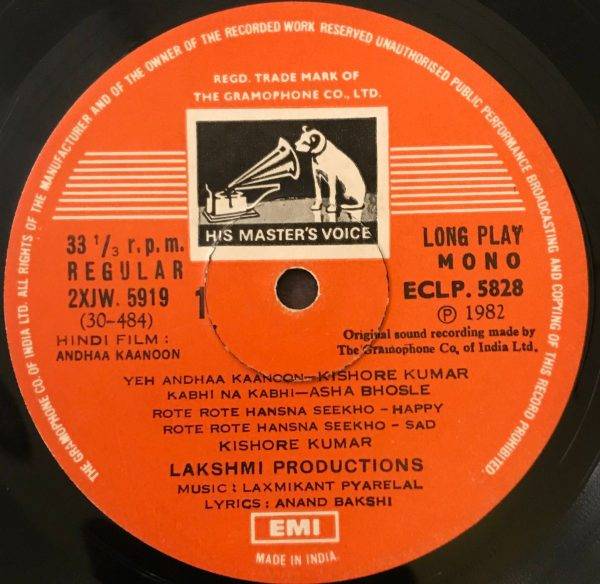 THE GRAMOPHONE CO. OF INDIA LTD. ALL RIGHTS OF THE MANUFACTURER AND OF THE OWNER OF THE RECORDED WORK RESERVED UNAUTHORISED PUBLIC PERFORMANCE BROADCASTING AND COPYING OF THIS RECORD PROHIBITED
REGD. TRADE MARK OF
THE GRAMOPHONE CO., LTD.
HIS MASTER'S VOICE
33 1/3 r.p.m.
REGULAR
2XJW. 5919 1
(30-484)
HINDI FILM :
ANDHAA KAANOON
LONG PLAY
MONO
ECLP. 5828
Ⓟ 1982
Original sound recording made by
The Gramophone Co. of India Ltd.
YEH ANDHAA KAANOON—KISHORE KUMAR
KABHI NA KABHI—ASHA BHOSLE
ROTE ROTE HANSNA SEEKHO - HAPPY
ROTE ROTE HANSNA SEEKHO - SAD
KISHORE KUMAR
LAKSHMI PRODUCTIONS
MUSIC : LAXMIKANT PYARELAL
LYRICS : ANAND BAKSHI
EMI
MADE IN INDIA